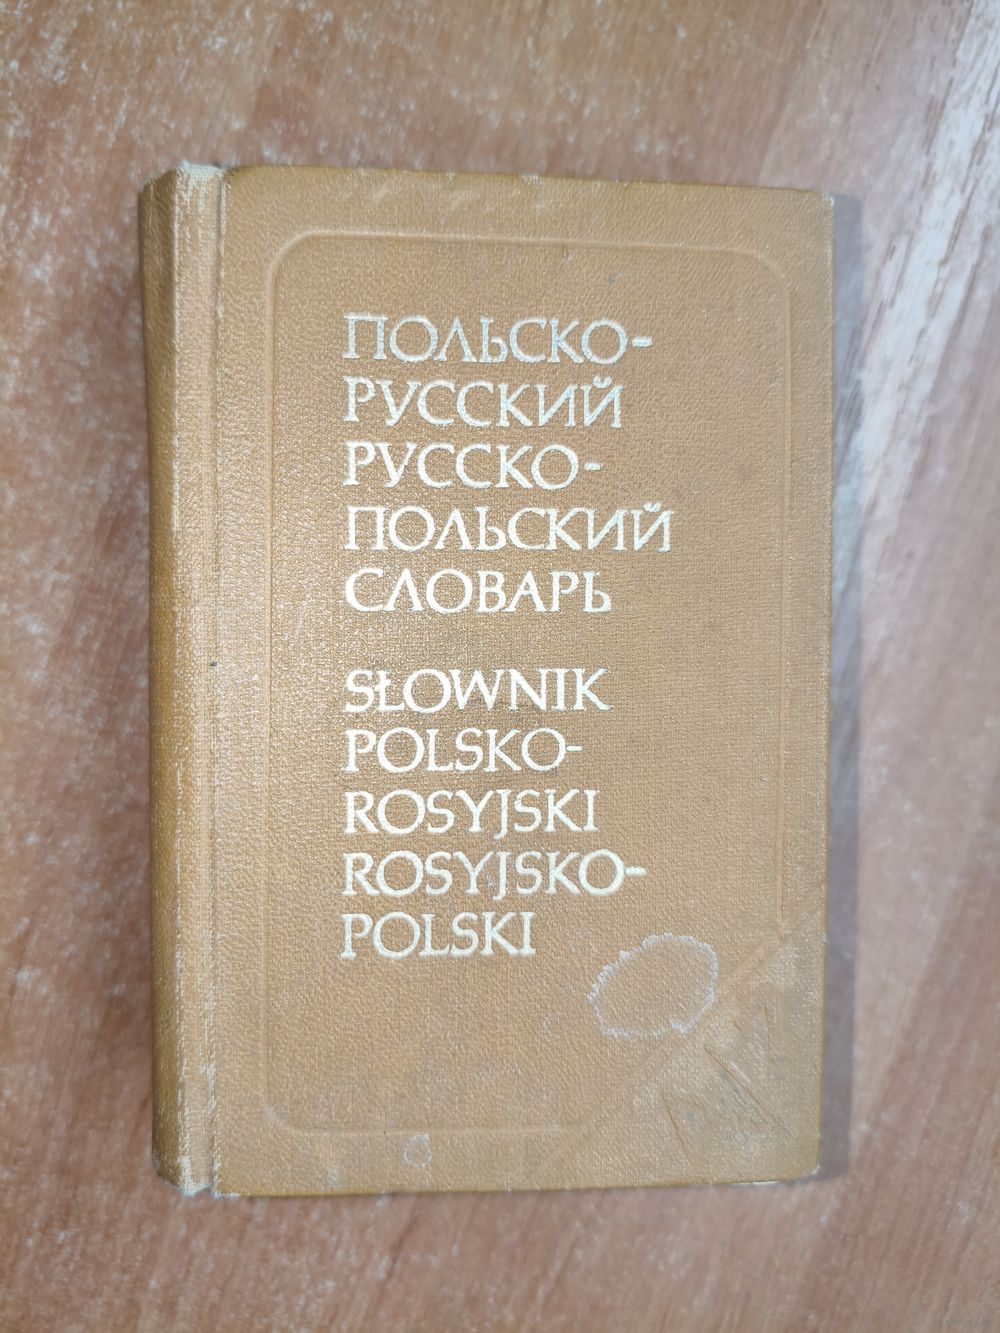 ПОЛЬСКО-
РУССКИЙ
РУССКО-
ПОЛЬСКИЙ
СЛОВАРЬ
SŁOWNIK
POLSKO-
ROSYJSKI
ROSYJSKO-
POLSKI